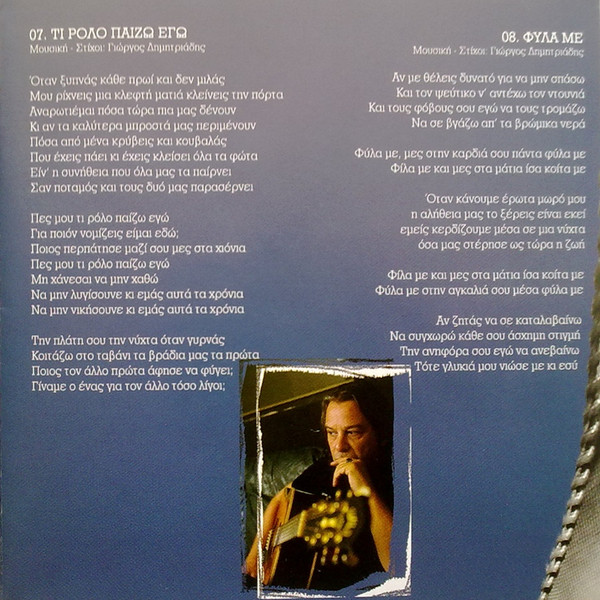 07. ΤΙ ΡΟΛΟ ΠΑΙΖΩ ΕΓΩ
Μουσική - Στίχοι: Γιώργος Δημητριάδης
Όταν ξυπνάς κάθε πρωί και δεν μιλάς
Μου ρίχνεις μια κλεφτή ματιά κλείνεις την πόρτα
Αναρωτιέμαι πόσα τώρα πια μας δένουν
Κι αν τα καλύτερα μπροστά μας περιμένουν
Πόσα από μένα κρύβεις και κουβαλάς
Που έχεις πάει κι έχεις κλείσει όλα τα φώτα
Είν' η συνήθεια που όλα μας τα παίρνει
Σαν ποταμός και τους δυό μας παρασέρνει
Πες μου τι ρόλο παίζω εγώ
Για ποιόν νομίζεις είμαι εδώ;
Ποιος περπάτησε μαζί σου μες στα χιόνια
Πες μου τι ρόλο παίζω εγώ
Μη χάνεσαι να μην χαθώ
Να μην λυγίσουνε κι εμάς αυτά τα χρόνια
Να μην νικήσουνε κι εμάς αυτά τα χρόνια
Την πλάτη σου την νύχτα όταν γυρνάς
Κοιτάζω στο ταβάνι τα βράδια μας τα πρώτα
Ποιος τον άλλο πρώτα άφησε να φύγει;
Γίναμε ο ένας για τον άλλο τόσο λίγοι;
08. ΦΥΛΑ ΜΕ
Μουσική - Στίχοι: Γιώργος Δημητριάδης
Αν με θέλεις δυνατό για να μην σπάσω
Και τον ψεύτικο ν' αντέχω τον ντουνιά
Και τους φόβους σου εγώ να τους τρομάζω
Να σε βγάζω απ' τα βρώμικα νερά
Φύλα με, μες στην καρδιά σου πάντα φύλα με
Φίλα με και μες στα μάτια ίσα κοίτα με
Όταν κάνουμε έρωτα μωρό μου
η αλήθεια μας το ξέρεις είναι εκεί
εμείς κερδίζουμε μέσα σε μια νύχτα
όσα μας στέρησε ως τώρα η ζωή
Φίλα με και μες στα μάτια ίσα κοίτα με
Φύλα με στην αγκαλιά σου μέσα φύλα με
Αν ζητάς να σε καταλαβαίνω
Να συγχωρώ κάθε σου άσχημη στιγμή
Την ανηφόρα σου εγώ να ανεβαίνω
Τότε γλυκιά μου νιώσε με κι εσύ